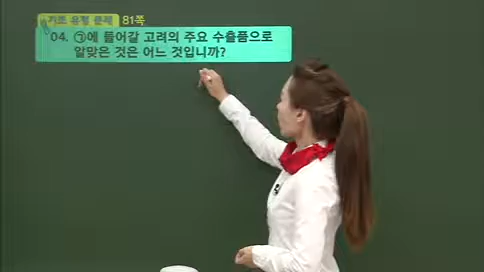 기초 유형 문제 81쪽
04. ㉠에 들어갈 고려의 주요 수출품으로
알맞은 것은 어느 것입니까?